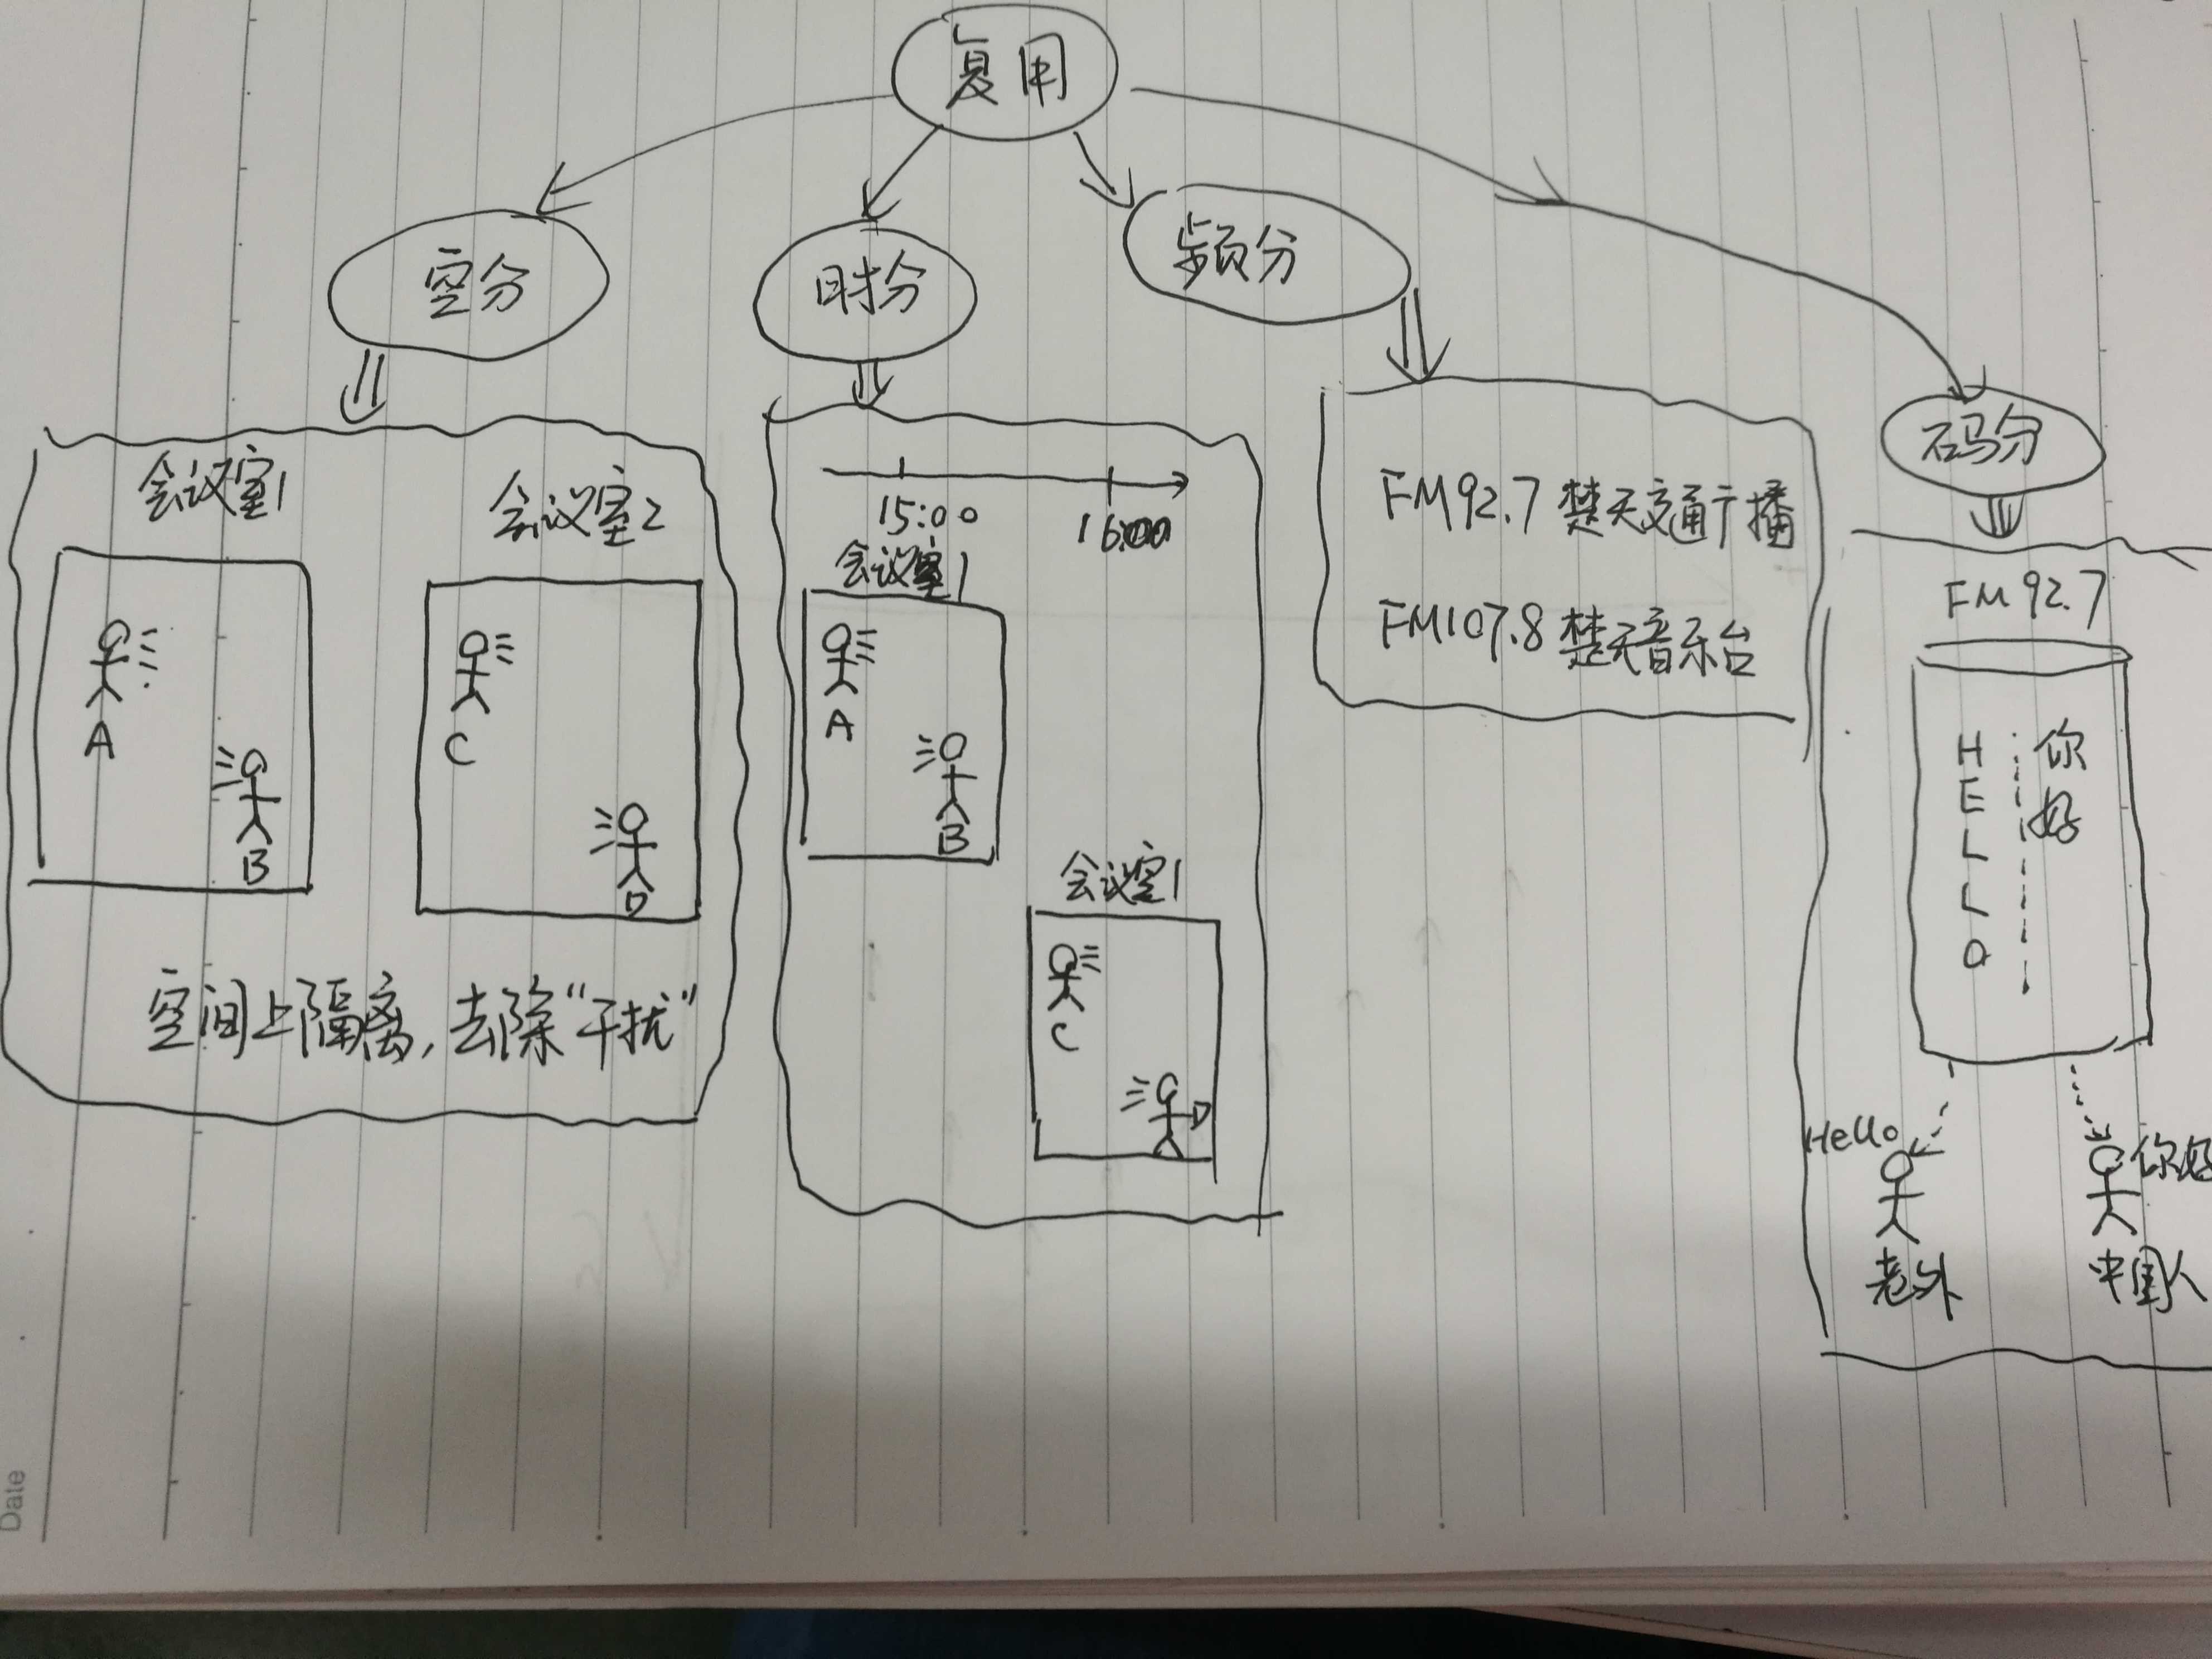 复用
空分
时分
频分
码分
会议室1
会议室2
A
B
C
D
空间上隔离,去除"干扰"
15:00
16:00
会议室1
A
B
会议室1
C
D
FM92.7 楚天交通广播
FM107.8 楚天音乐台
FM 92.7
HELLO
你好
Hello
你好
老外
中国人
Date